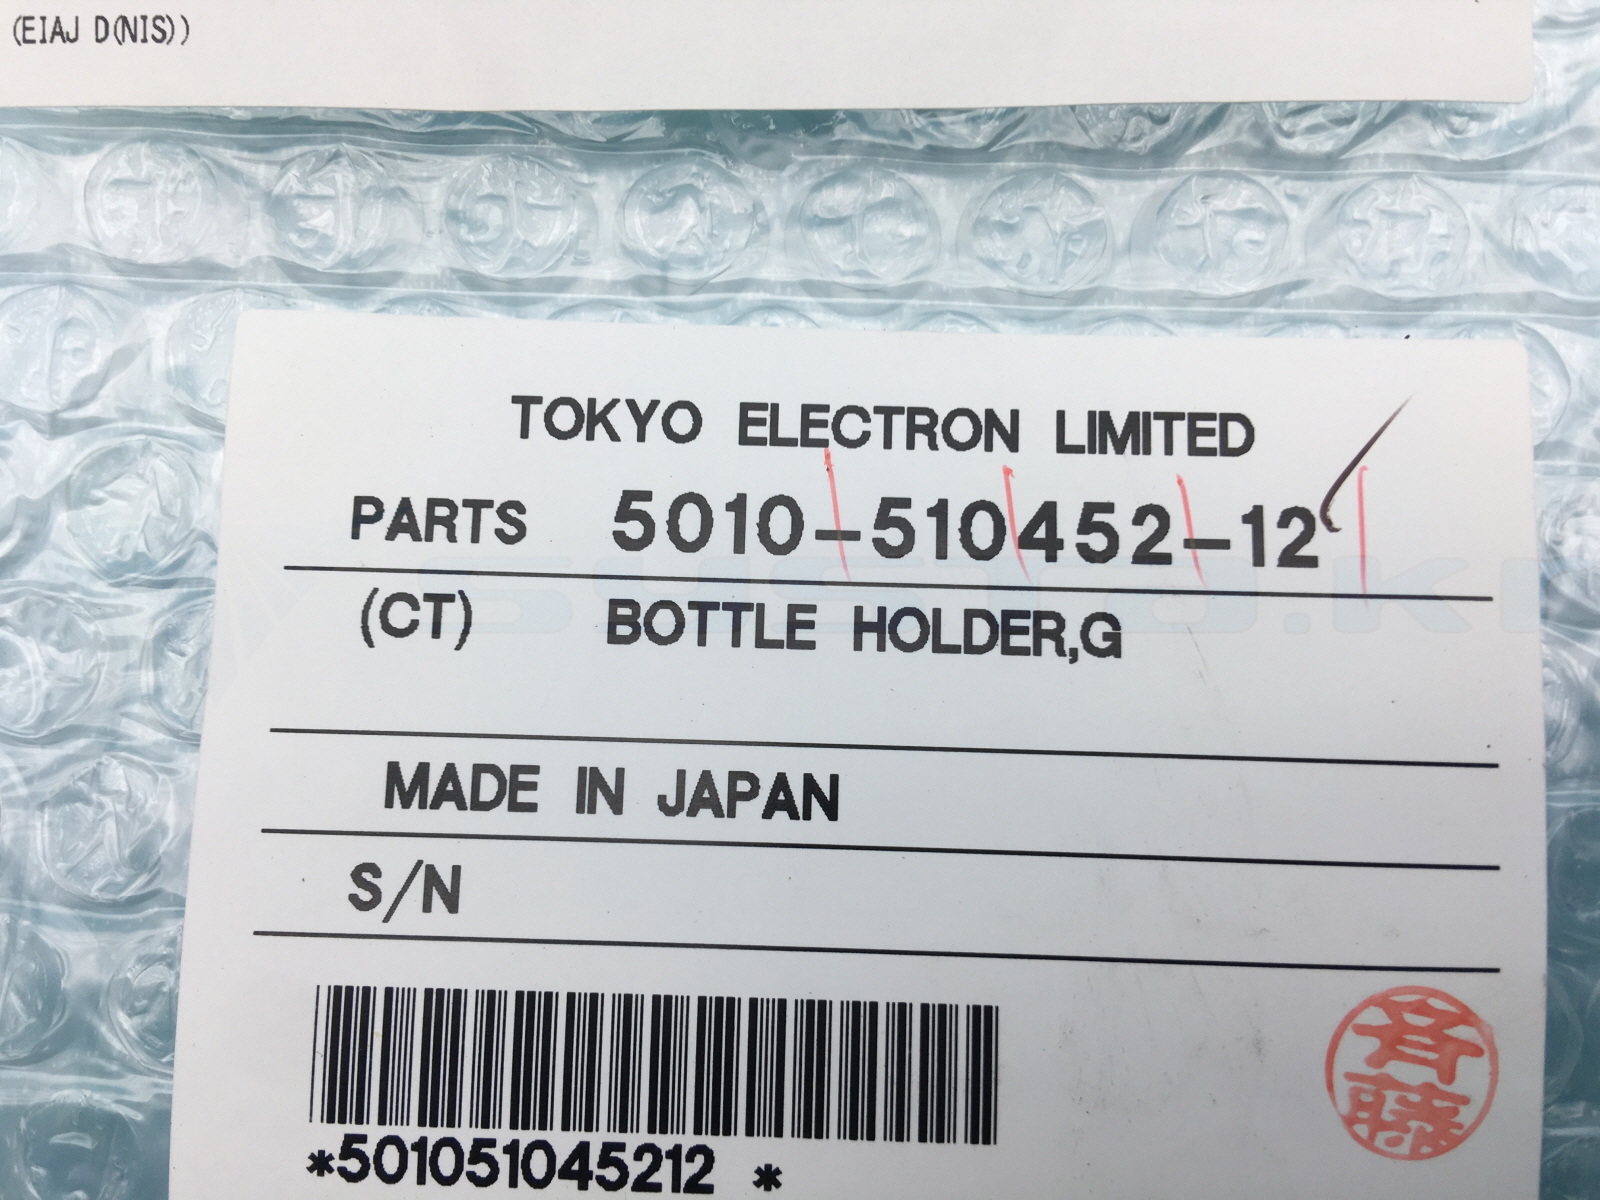 (EIAJ D(NIS))
TOKYO ELECTRON LIMITED
PARTS 5010-510452-12
(CT) BOTTLE HOLDER,G
MADE IN JAPAN
S/N
*501051045212 *
斉藤